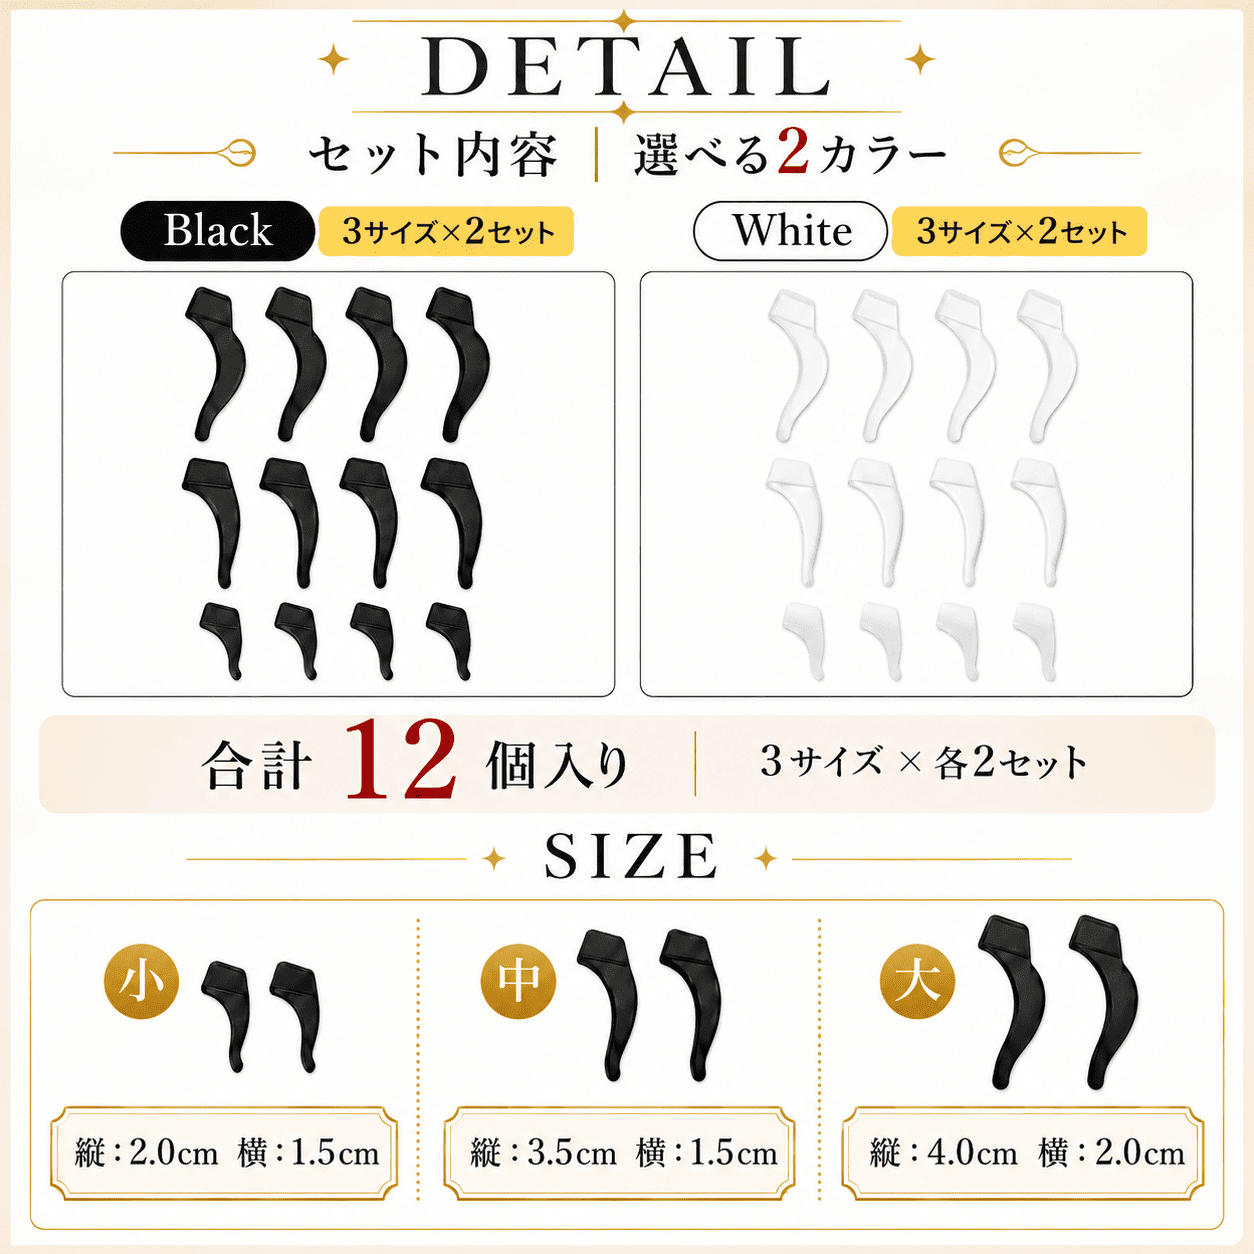 DETAIL
セット内容 選べる2カラー
Black 3サイズ×2セット
White 3サイズ×2セット
合計 12 個入り 3サイズ × 各2セット
SIZE
小
縦：2.0cm 横：1.5cm
中
縦：3.5cm 横：1.5cm
大
縦：4.0cm 横：2.0cm